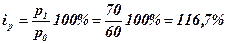 i_p = p_1/p_0 100% = 70/60 100% = 116,7%